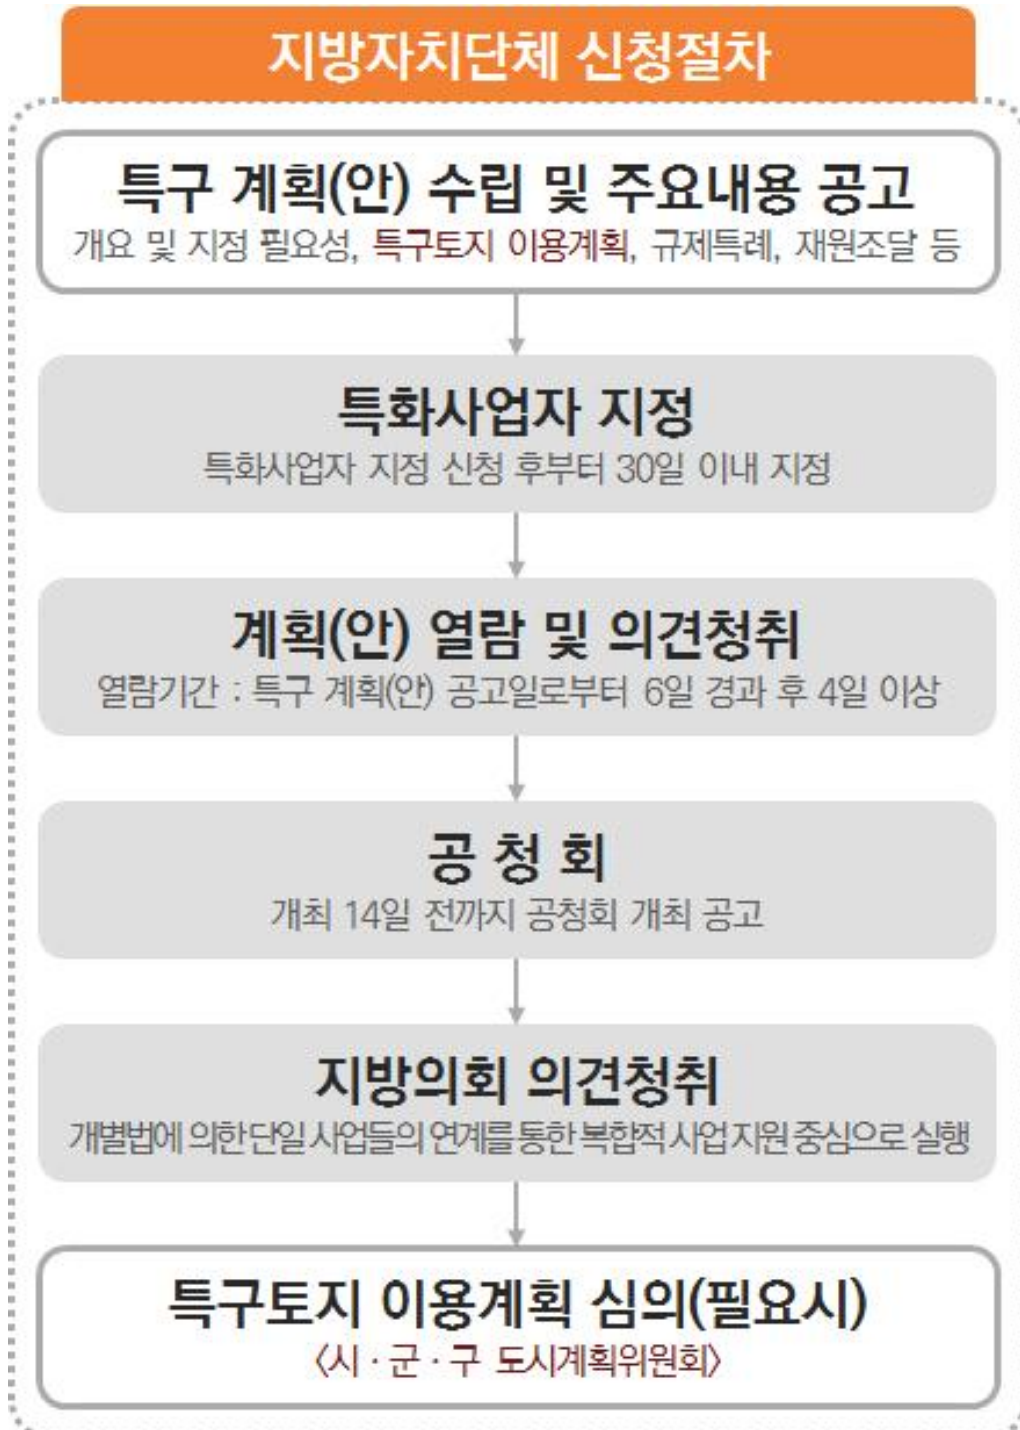 지방자치단체 신청절차
특구 계획(안) 수립 및 주요내용 공고
개요 및 지정 필요성, 특구토지 이용계획, 규제특례, 재원조달 등
특화사업자 지정
특화사업자 지정 신청 후부터 30일 이내 지정
계획(안) 열람 및 의견청취
열람기간 : 특구 계획(안) 공고일로부터 6일 경과 후 4일 이상
공 청 회
개최 14일 전까지 공청회 개최 공고
지방의회 의견청취
개별법에 의한 단일 사업들의 연계를 통한 복합적 사업 지원 중심으로 실행
특구토지 이용계획 심의(필요시)
〈시 · 군 · 구 도시계획위원회〉